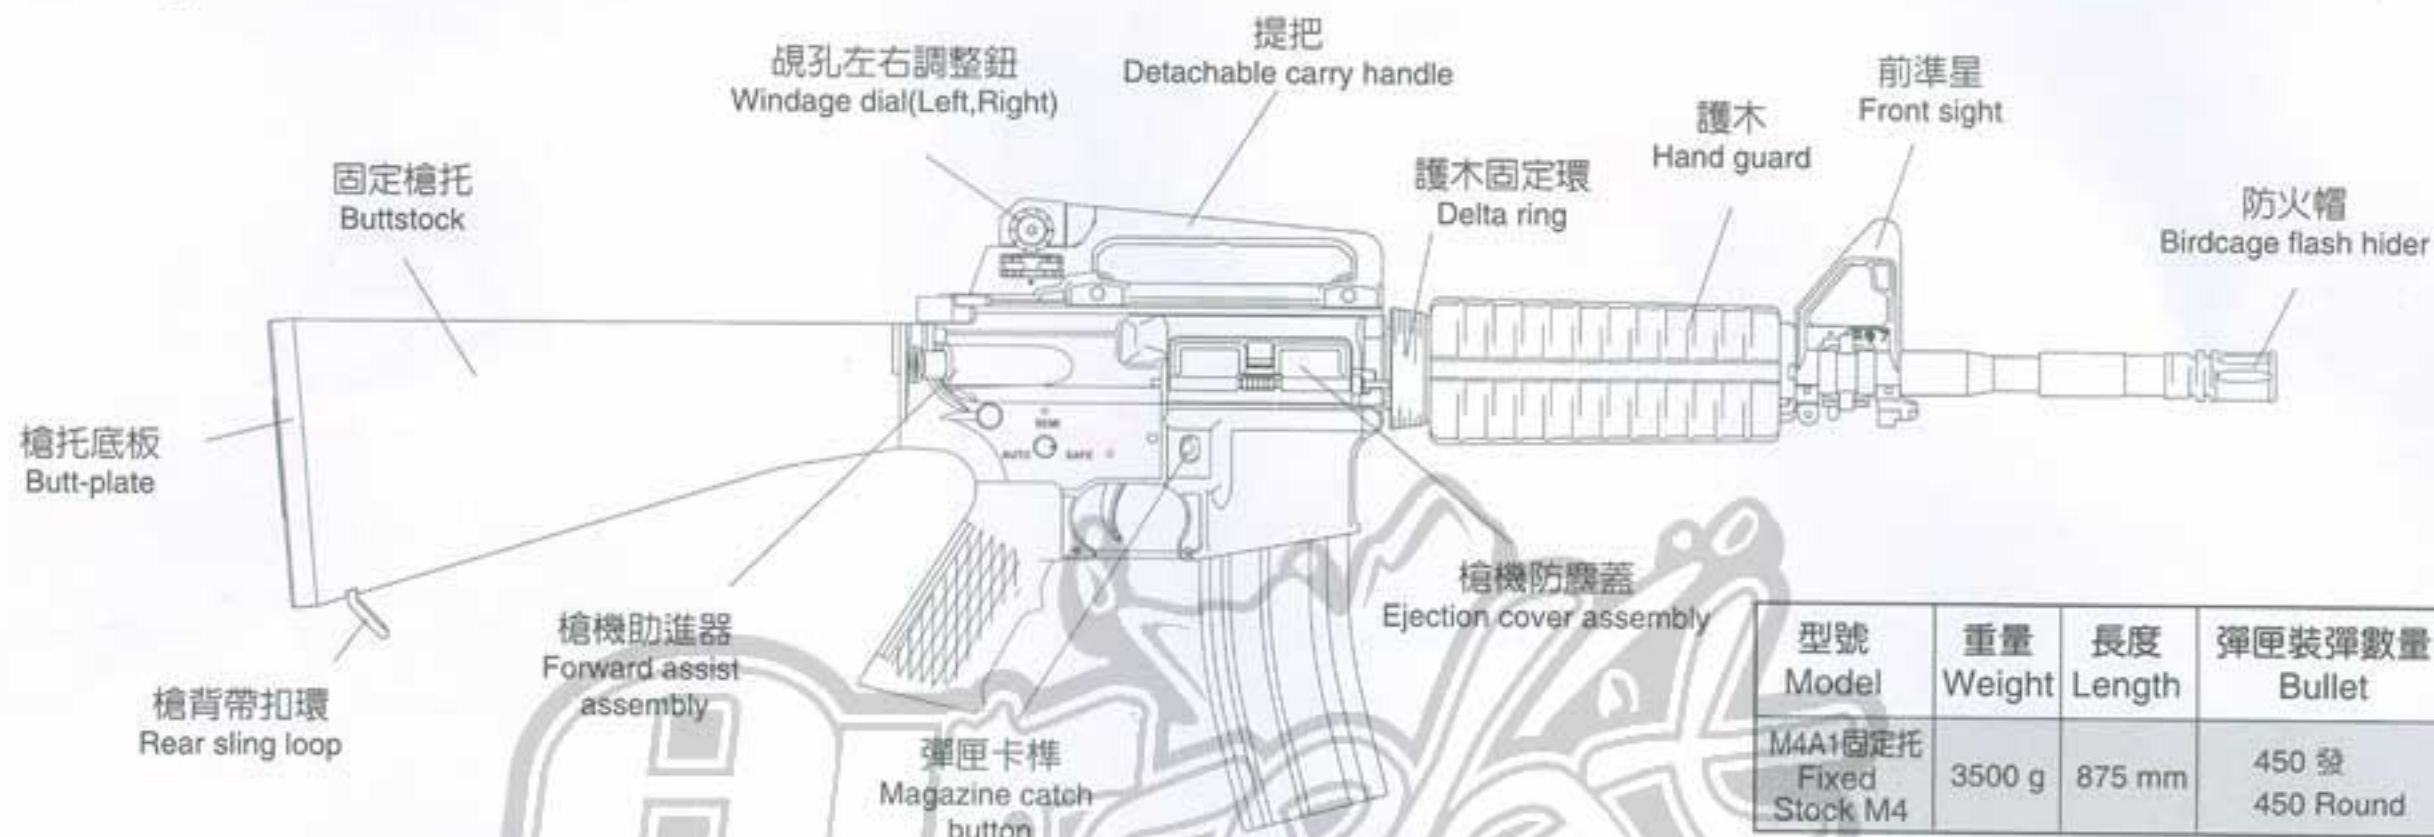 覘孔左右調整鈕
Windage dial(Left,Right)
提把
Detachable carry handle
前準星
Front sight
護木
Hand guard
護木固定環
Delta ring
防火帽
Birdcage flash hider
固定槍托
Buttstock
槍托底板
Butt-plate
槍背帶扣環
Rear sling loop
槍機助進器
Forward assist
assembly
SEMI
AUTO
SAFE
彈匣卡榫
Magazine catch
button
槍機防塵蓋
Ejection cover assembly
型號
Model
重量
Weight
長度
Length
彈匣裝彈數量
Bullet
M4A1固定托
Fixed
Stock M4
3500 g
875 mm
450 發
450 Round